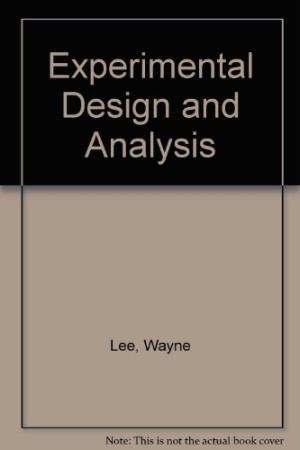 Experimental
Design and
Analysis
Lee, Wayne
Note: This is not the actual book cover